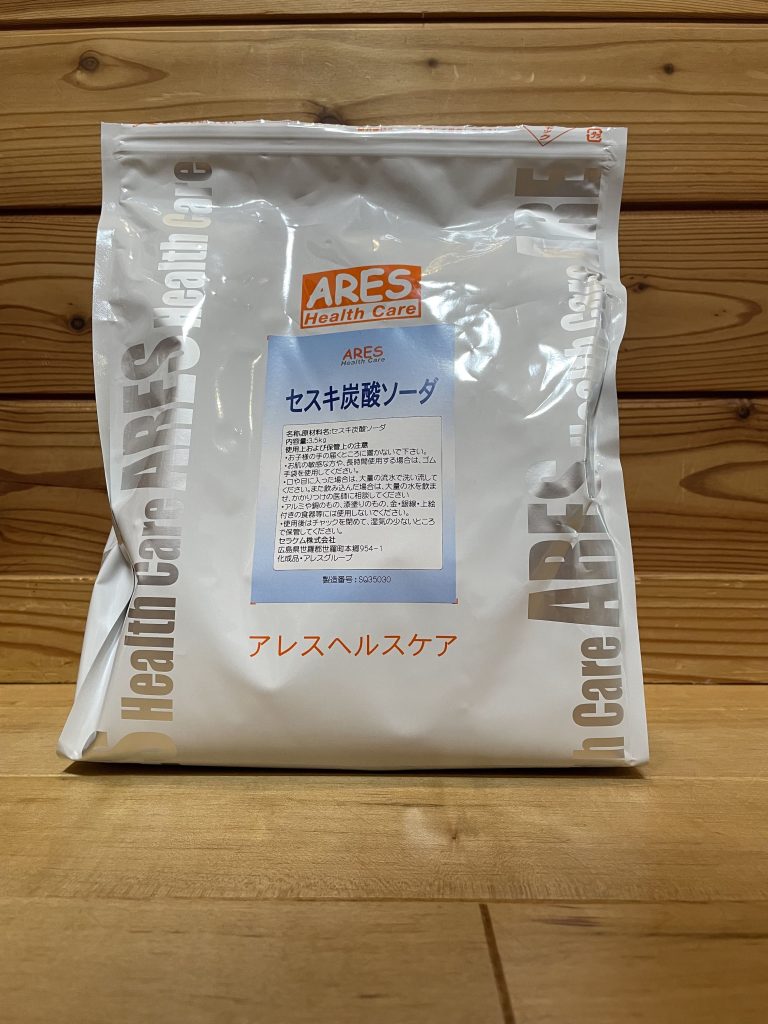 ARES
Health Care
ARES
Health Care
セスキ炭酸ソーダ
名称、原材料名:セスキ炭酸ソーダ
内容量:3.5kg
使用上および保管上の注意
・お子様の手の届くところに置かないで下さい。
・お肌の敏感な方や、長時間使用する場合は、ゴム
手袋を使用してください。
・口や目に入った場合は、大量の流水で洗い流して
ください。また飲み込んだ場合は、大量の水を飲ま
せ、かかりつけの医師に相談してください
・アルミや銅のもの、漆塗りのもの、金・銀線・上絵
付きの食器等には使用しないでください。
・使用後はチャックを閉めて、湿気の少ないところ
で保管してください。
セラケム株式会社
広島県世羅郡世羅町本郷954-1
化成品・アレスグループ
製造番号:SQ35030
アレスヘルスケア
Health Care ARES Health Care
Care ARES Health Care ARE